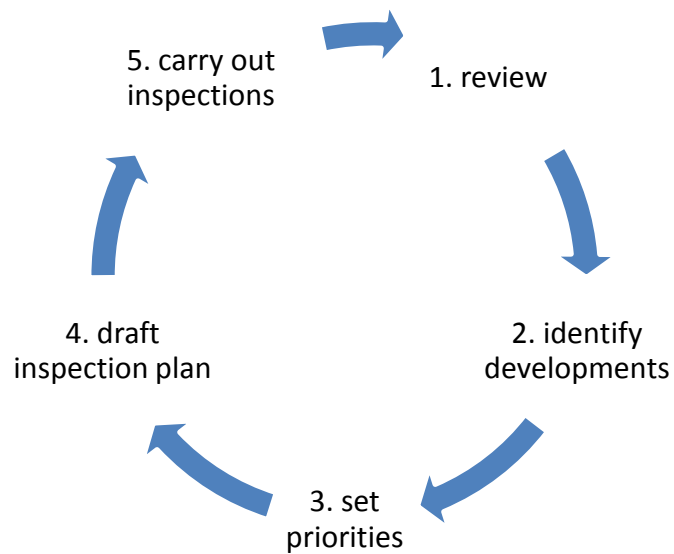 1. review
2. identify
developments
3. set
priorities
4. draft
inspection plan
5. carry out
inspections